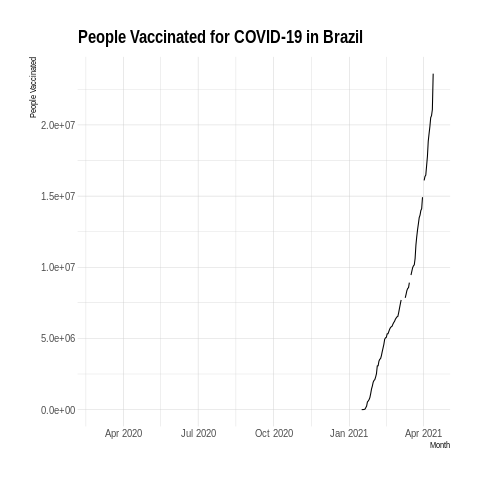 People Vaccinated for COVID-19 in Brazil
People Vaccinated
2.0e+07
1.5e+07
1.0e+07
5.0e+06
0.0e+00
Apr 2020 Jul 2020 Oct 2020 Jan 2021 Apr 2021
Month